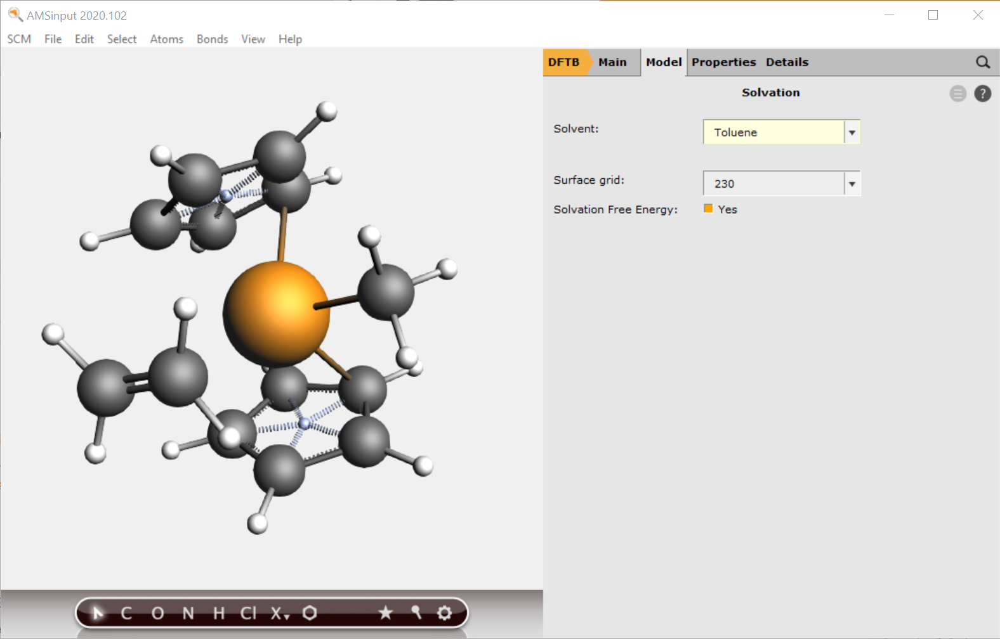 AMSinput 2020.102
SCM File Edit Select Atoms Bonds View Help
DFTB Main Model Properties Details
Solvation
?
Solvent: Toluene
Surface grid: 230
Solvation Free Energy: Yes
C O N H Cl X